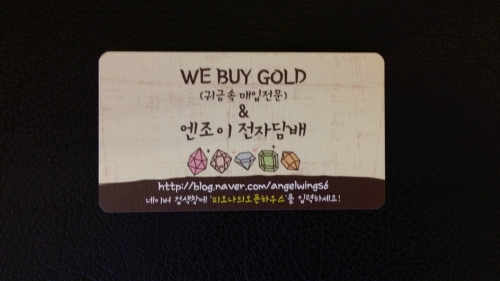 WE BUY GOLD
(귀금속 매입전문)
&
엔조이 전자담배
http://blog.naver.com/angelwings6
네이버 검색창에 '피오나의오픈하우스'를 입력하세요!